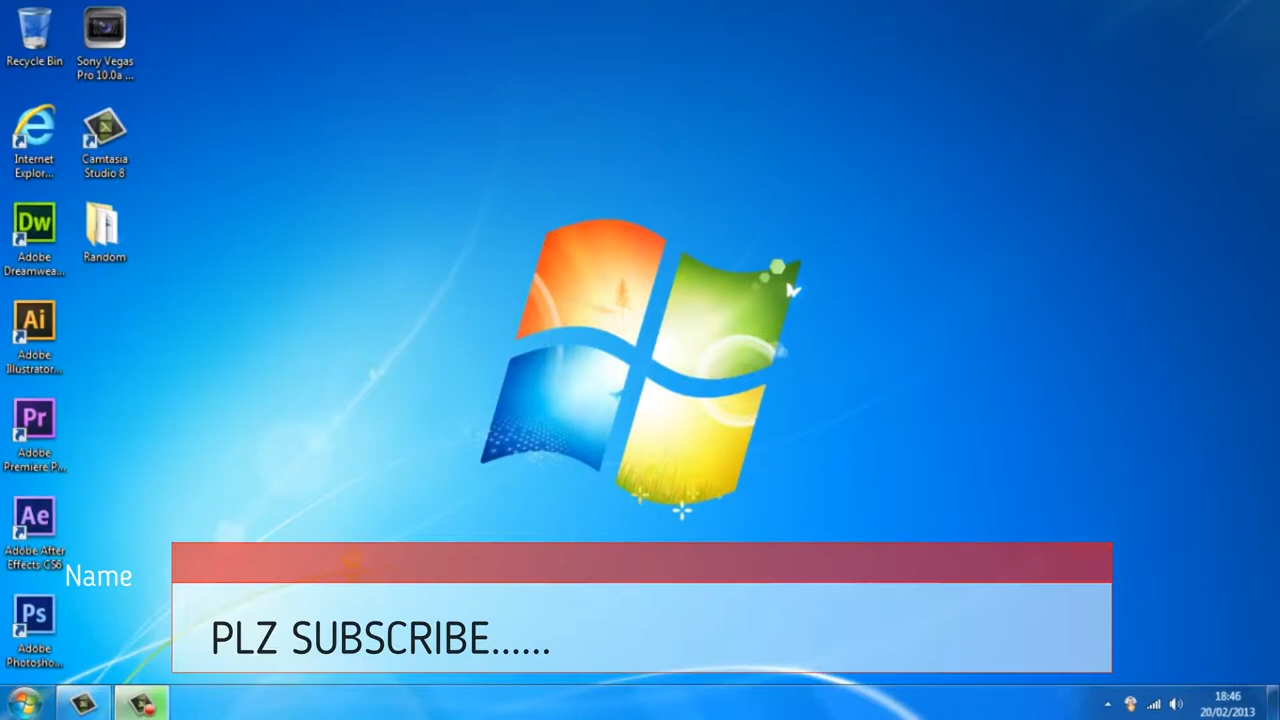 Recycle Bin
Sony Vegas
Pro 10.0a ...
Internet
Explor...
Camtasia
Studio 8
Dw
Adobe
Dreamwea...
Random
Ai
Adobe
Illustrator...
Pr
Adobe
Premiere P...
Ae
Adobe After
Effects CS6
Name
Ps
Adobe
Photosho...
PLZ SUBSCRIBE......
18:46
20/02/2013